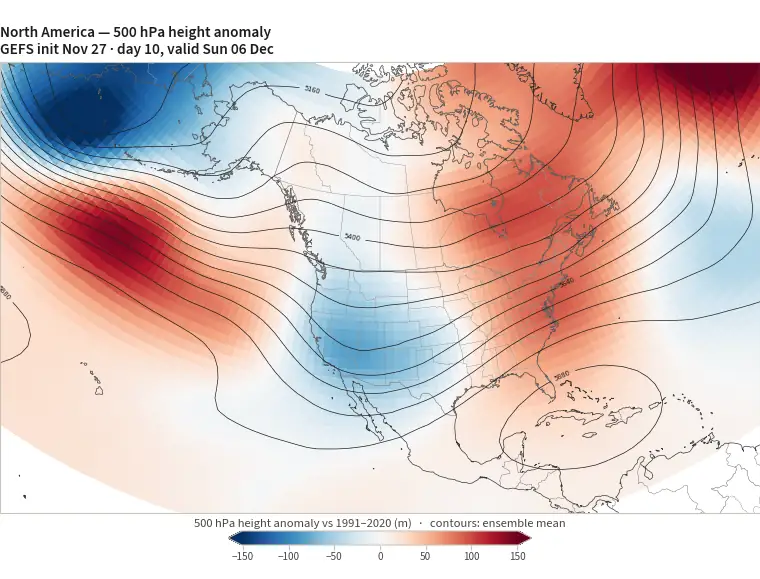 North America — 500 hPa height anomaly
GEFS init Nov 27 · day 10, valid Sun 06 Dec
5160
5400
5640
5880
5880
500 hPa height anomaly vs 1991–2020 (m) · contours: ensemble mean
−150 −100 −50 0 50 100 150